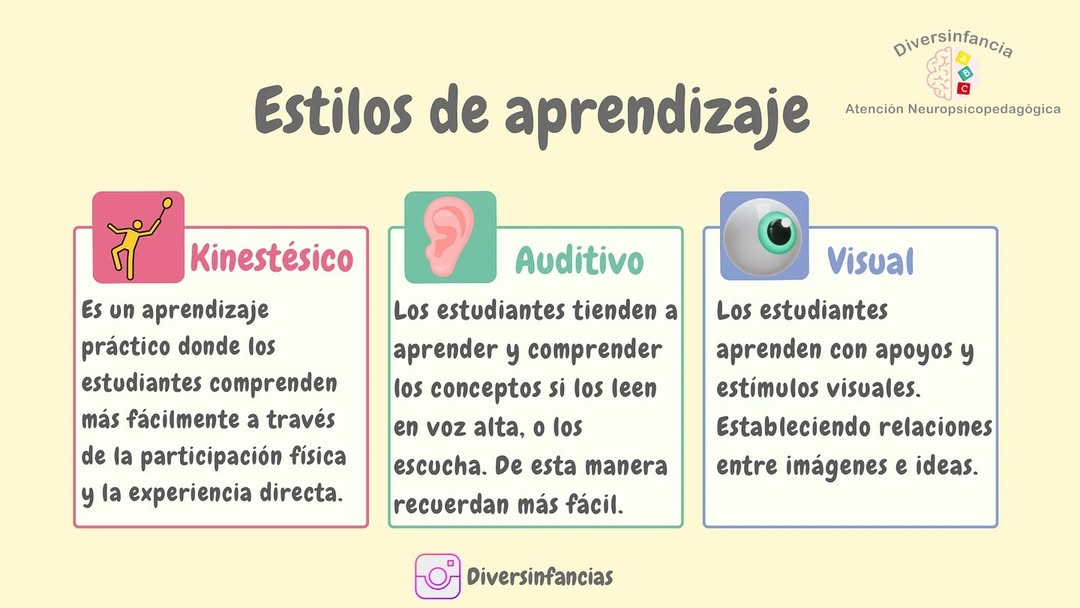 Diversinfancia
A
B
C
Atención Neuropsicopedagógica
Estilos de aprendizaje
Kinestésico
Es un aprendizaje
práctico donde los
estudiantes comprenden
más fácilmente a través
de la participación física
y la experiencia directa.
Auditivo
Los estudiantes tienden a
aprender y comprender
los conceptos si los leen
en voz alta, o los
escucha. De esta manera
recuerdan más fácil.
Visual
Los estudiantes
aprenden con apoyos y
estímulos visuales.
Estableciendo relaciones
entre imágenes e ideas.
Diversinfancias